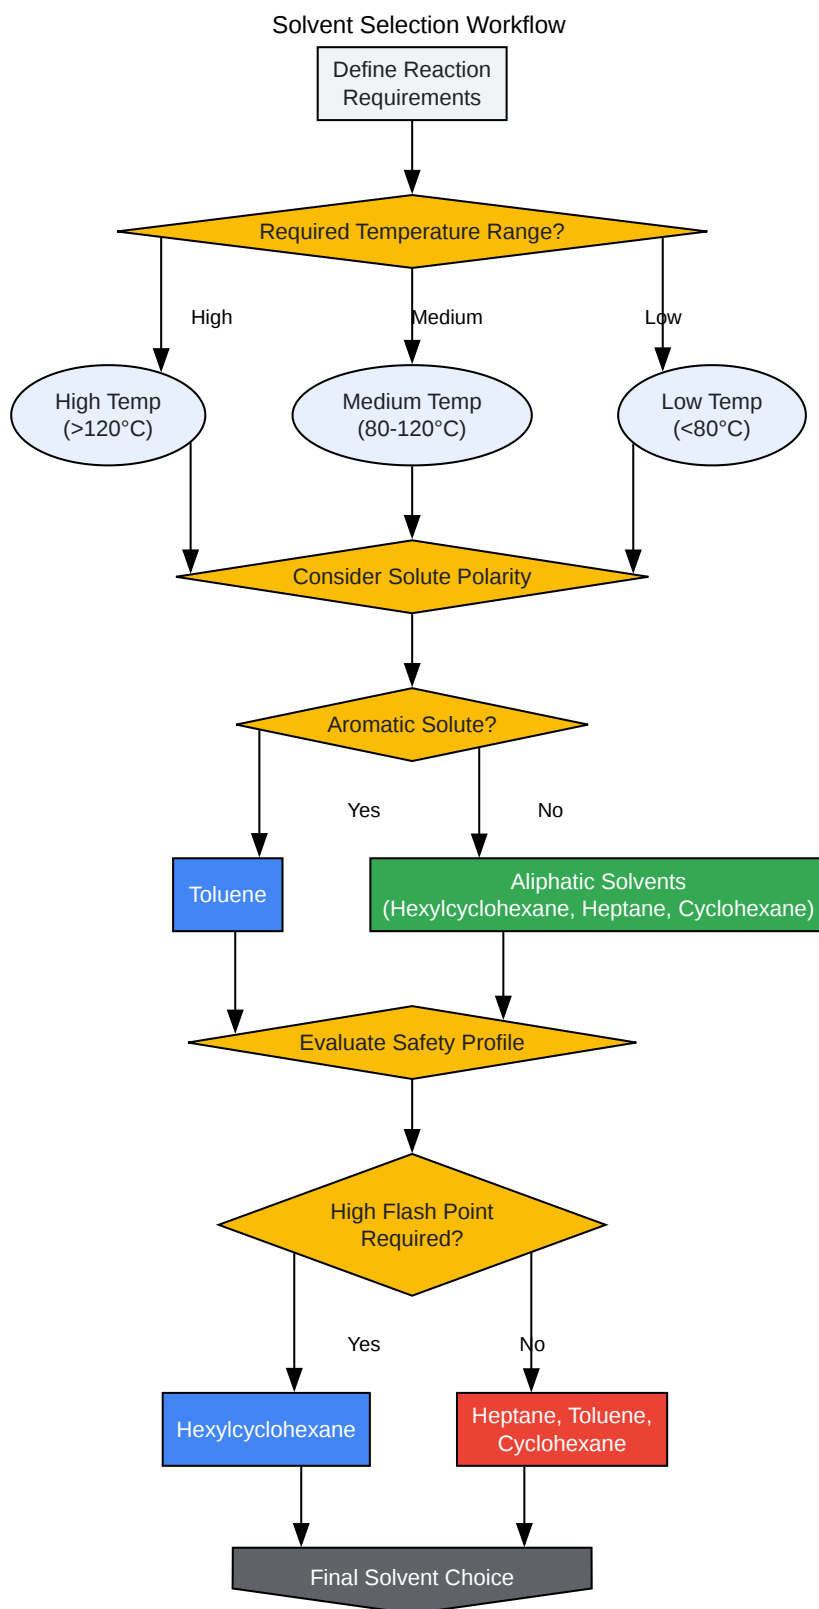 Solvent Selection Workflow
Define Reaction
Requirements
Required Temperature Range?
High
Medium
Low
High Temp
(>120°C)
Medium Temp
(80-120°C)
Low Temp
(<80°C)
Consider Solute Polarity
Aromatic Solute?
Yes
No
Toluene
Aliphatic Solvents
(Hexylcyclohexane, Heptane, Cyclohexane)
Evaluate Safety Profile
High Flash Point
Required?
Yes
No
Hexylcyclohexane
Heptane, Toluene,
Cyclohexane
Final Solvent Choice